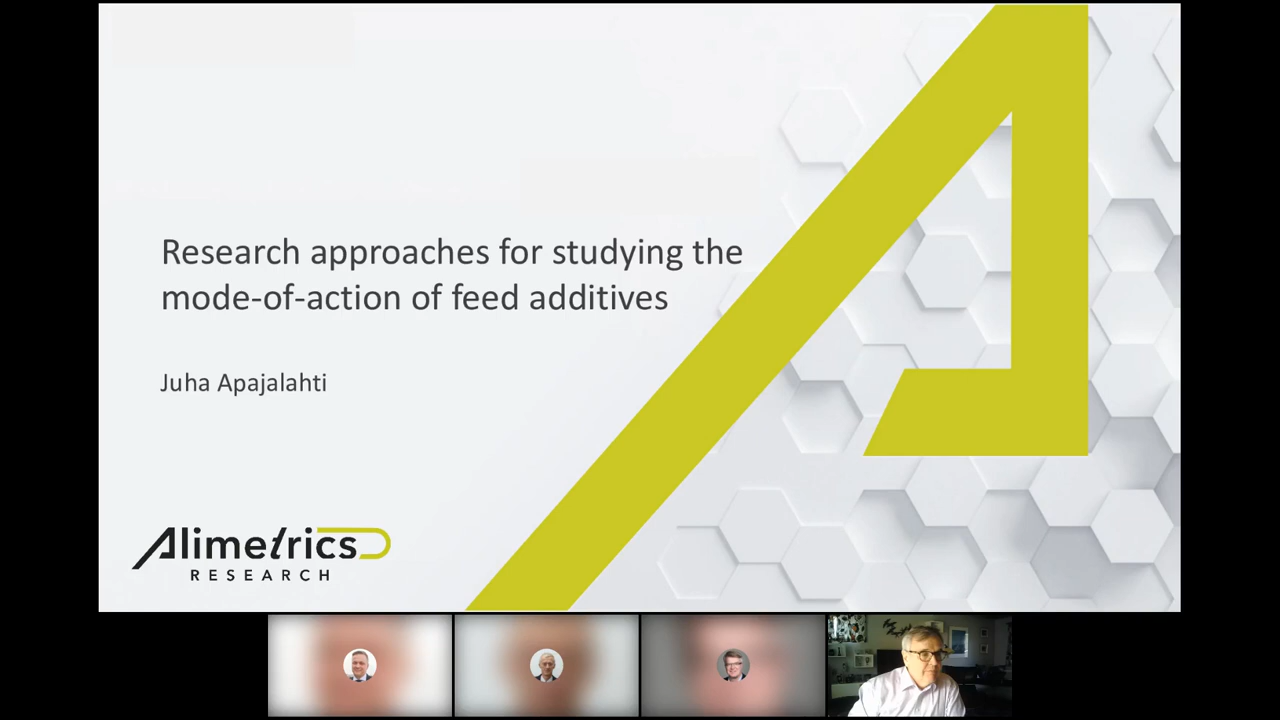 Research approaches for studying the
mode-of-action of feed additives
Juha Apajalahti
Alimetrics
RESEARCH